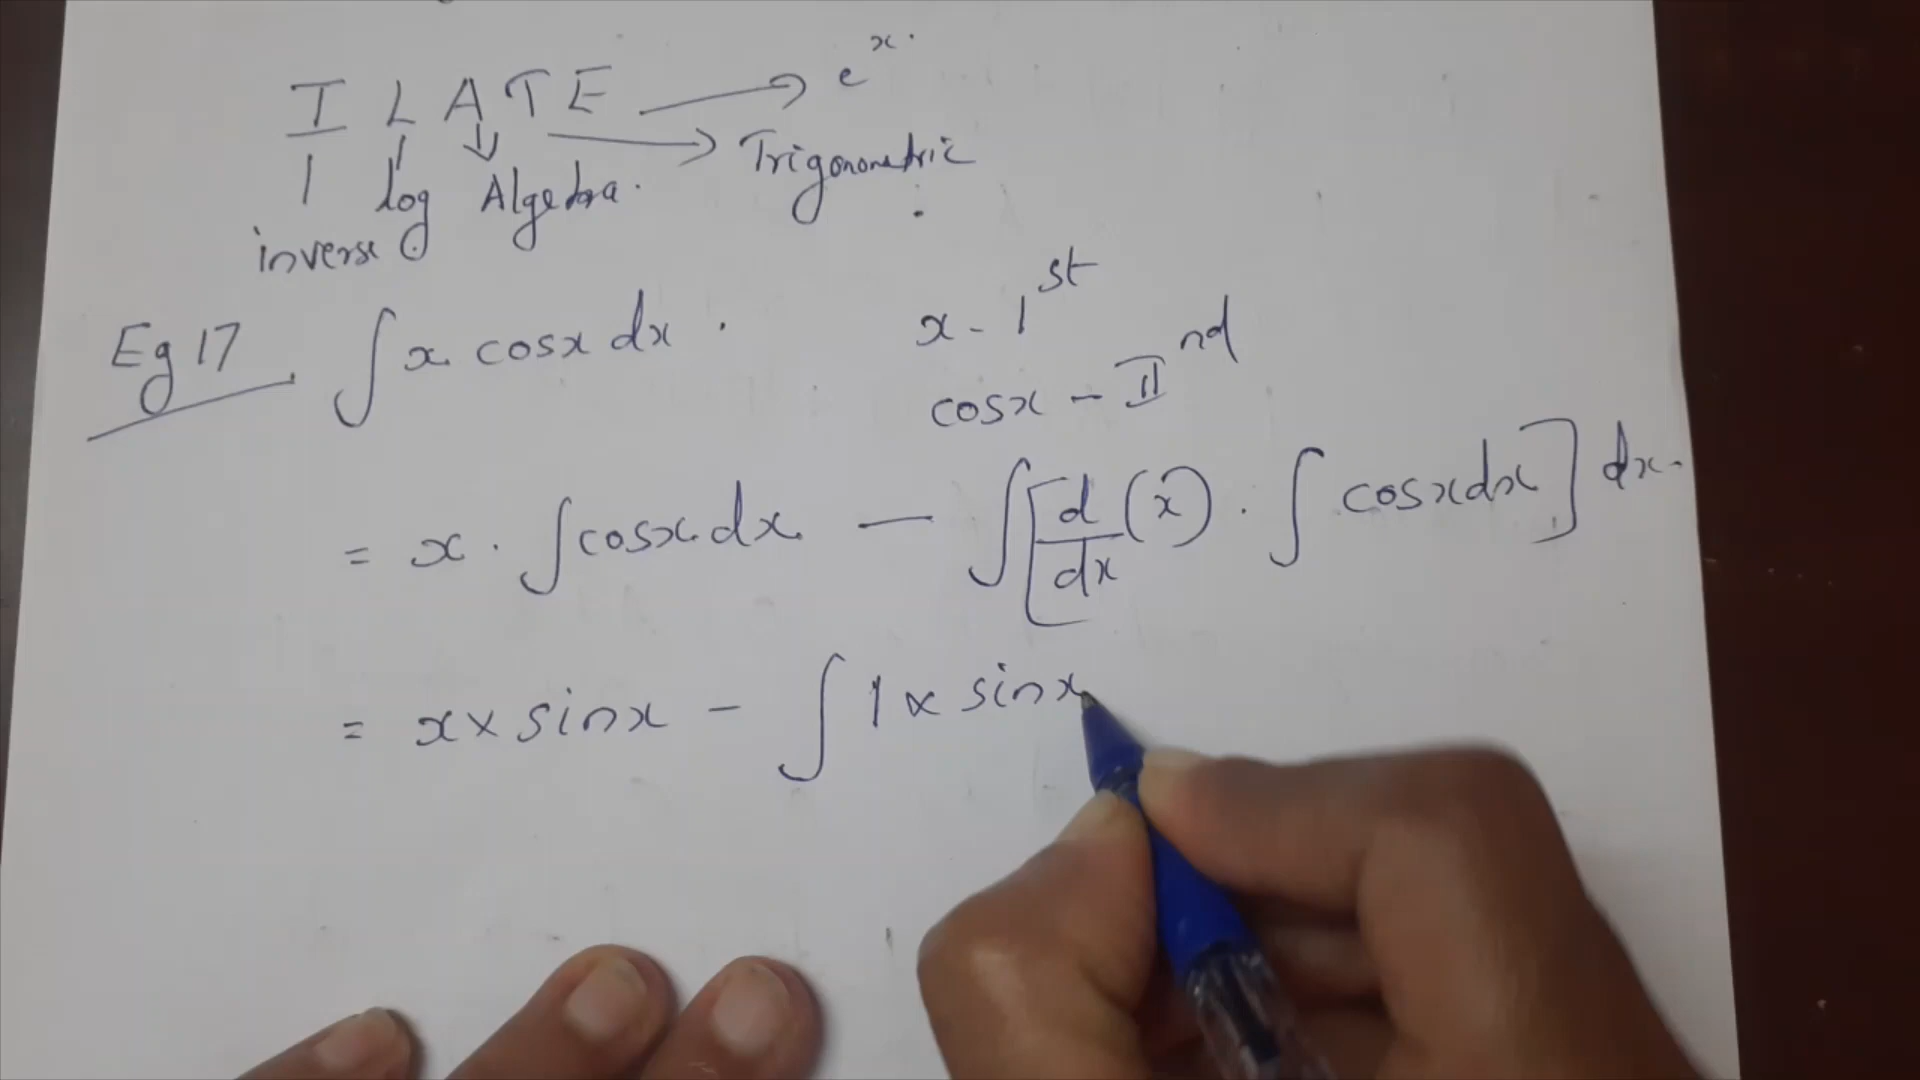 I L A T E → e^x.
I log Algebra. → Trigonometric
inverse
Eg 17 ∫ x cosx dx . x - 1st
cosx - IInd
= x . ∫ cosx dx — ∫ [d/dx (x) . ∫ cosx dx] dx.
= x × sinx - ∫ 1 × sinx